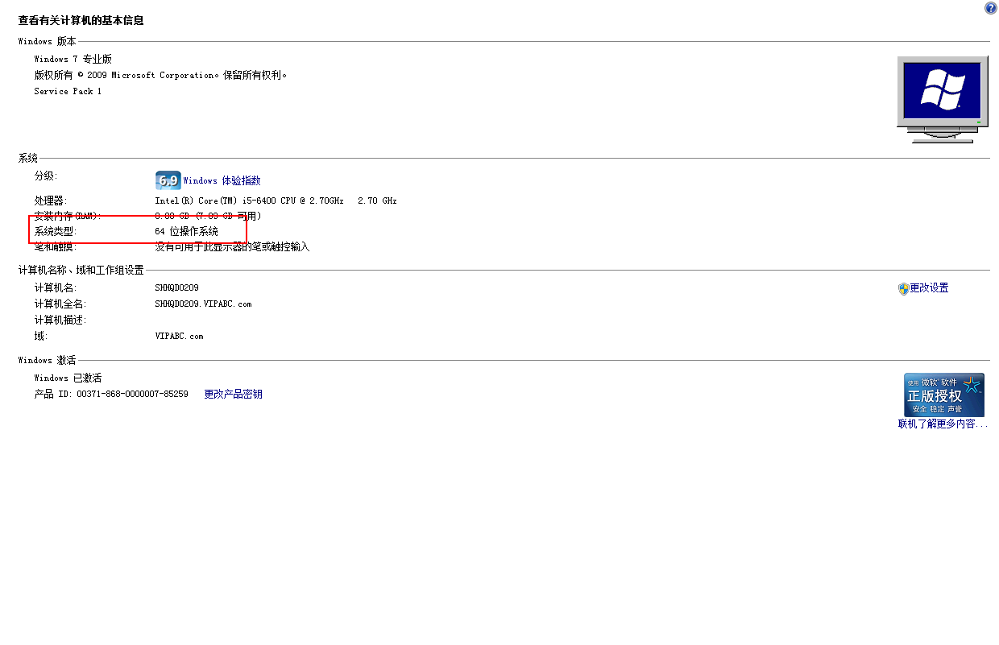 查看有关计算机的基本信息
Windows 版本
Windows 7 专业版
版权所有 © 2009 Microsoft Corporation。保留所有权利。
Service Pack 1
系统
分级:
6.9 Windows 体验指数
处理器: Intel(R) Core(TM) i5-6400 CPU @ 2.70GHz 2.70 GHz
安装内存(RAM): GB 可用)
系统类型: 64 位操作系统
笔和触摸: 没有可用于此显示器的笔或触控输入
计算机名称、域和工作组设置
计算机名: SHHQD0209
更改设置
计算机全名: SHHQD0209.VIPABC.com
计算机描述:
域: VIPABC.com
Windows 激活
Windows 已激活
产品 ID: 00371-868-0000007-85259 更改产品密钥
使用 微软 软件
正版授权
安全 稳定 声誉
联机了解更多内容...